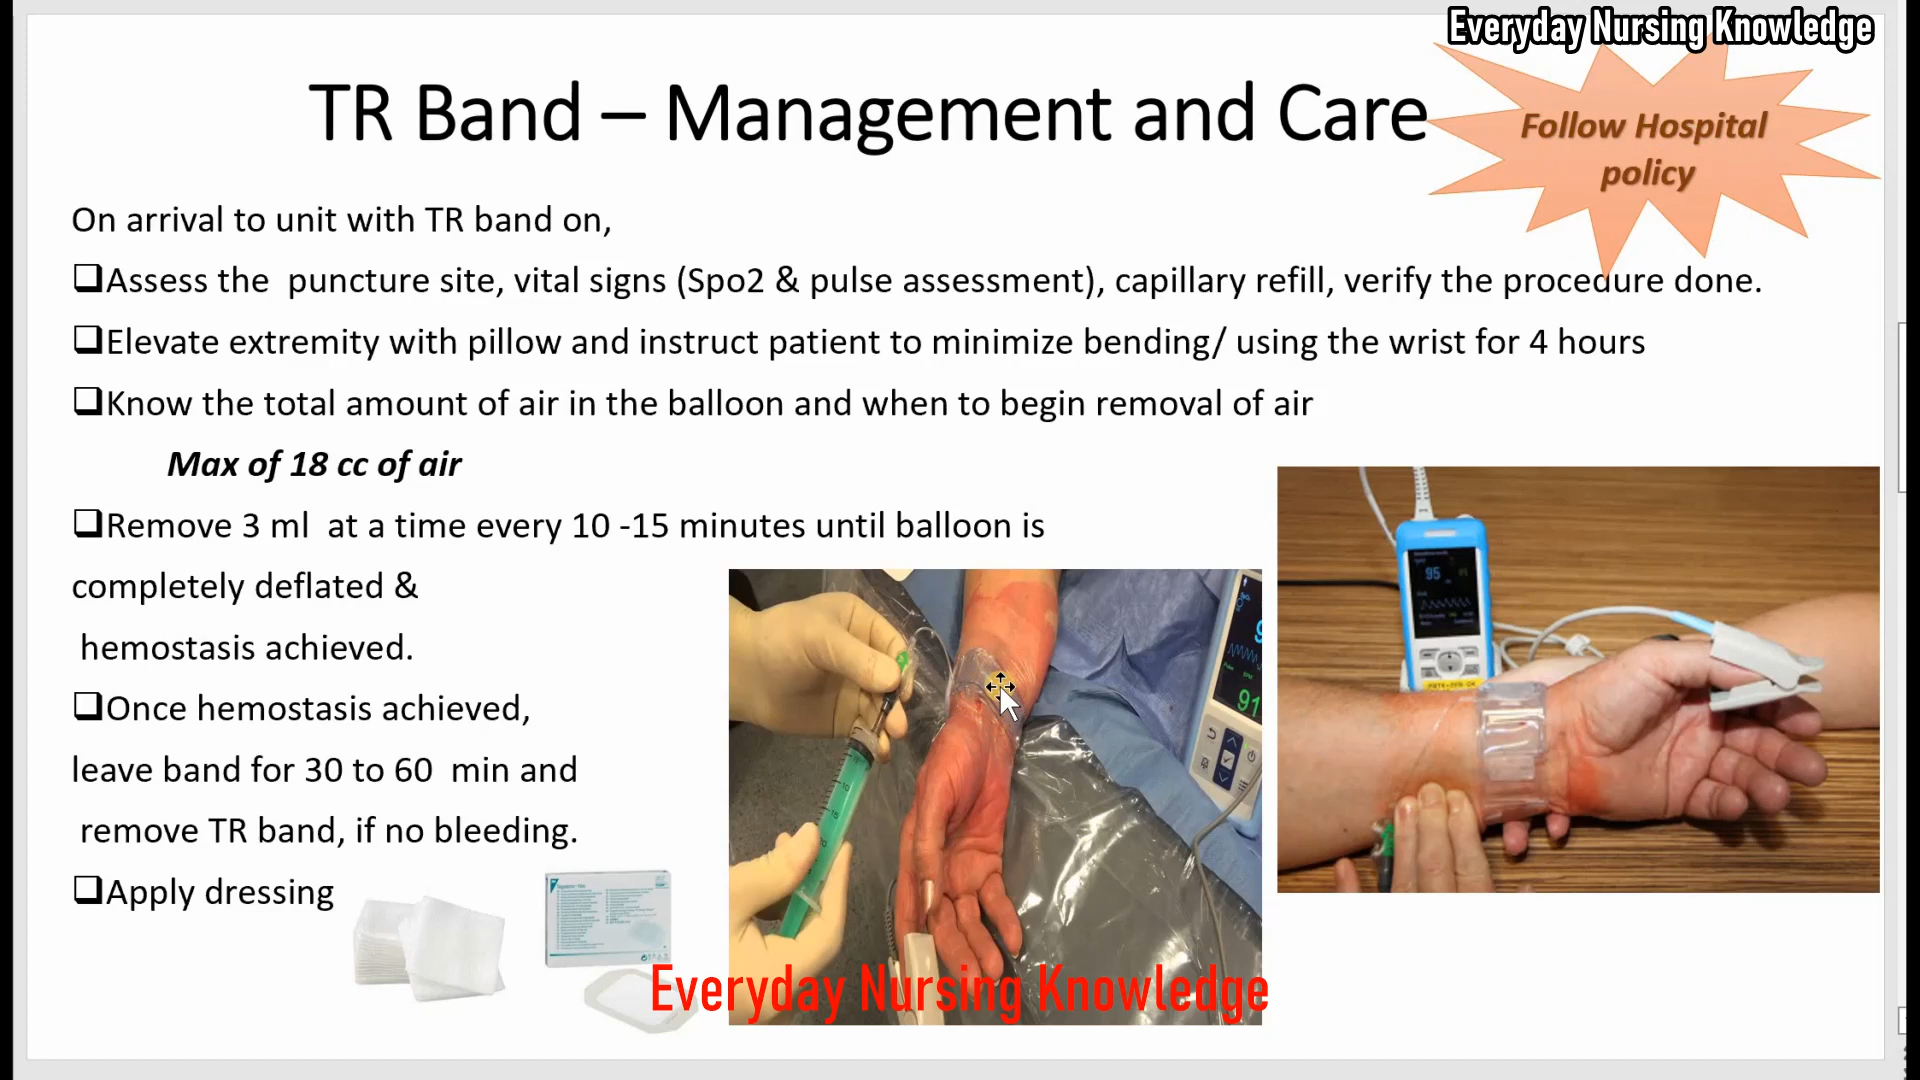 Everyday Nursing Knowledge
TR Band – Management and Care
Follow Hospital
policy
On arrival to unit with TR band on,
❑Assess the  puncture site, vital signs (Spo2 & pulse assessment), capillary refill, verify the procedure done.
❑Elevate extremity with pillow and instruct patient to minimize bending/ using the wrist for 4 hours
❑Know the total amount of air in the balloon and when to begin removal of air
Max of 18 cc of air
❑Remove 3 ml  at a time every 10 -15 minutes until balloon is
completely deflated &
hemostasis achieved.
❑Once hemostasis achieved,
leave band for 30 to 60  min and
remove TR band, if no bleeding.
❑Apply dressing
95
91
Everyday Nursing Knowledge